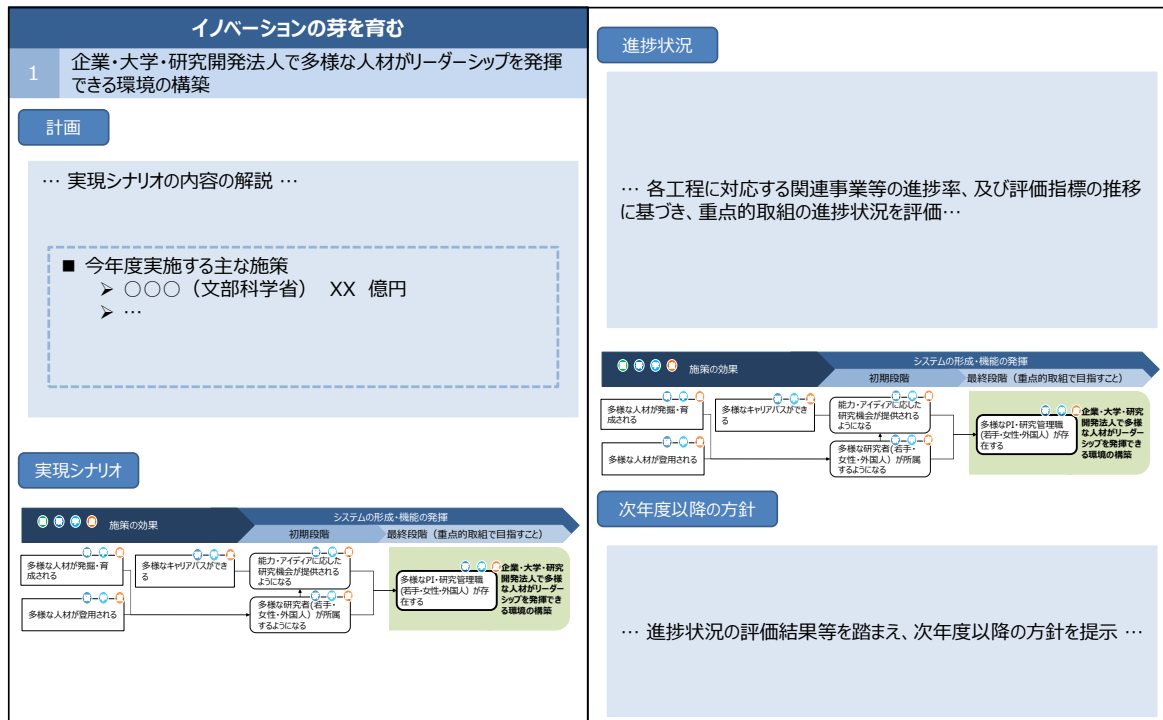 イノベーションの芽を育む
1
企業・大学・研究開発法人で多様な人材がリーダーシップを発揮
できる環境の構築
計画
… 実現シナリオの内容の解説 …
■ 今年度実施する主な施策
➢ ○○○（文部科学省） XX 億円
➢ …
実現シナリオ
施策の効果
システムの形成・機能の発揮
初期段階
最終段階（重点的取組で目指すこと）
多様な人材が発掘・育
成される
多様なキャリアパスができ
る
能力・アイディアに応じた
研究機会が提供される
ようになる
多様な人材が登用される
多様な研究者(若手・
女性・外国人）が所属
するようになる
多様なPI・研究管理職
(若手・女性・外国人）が存
在する
企業・大学・研究
開発法人で多様
な人材がリーダー
シップを発揮でき
る環境の構築
進捗状況
… 各工程に対応する関連事業等の進捗率、及び評価指標の推移
に基づき、重点的取組の進捗状況を評価…
施策の効果
システムの形成・機能の発揮
初期段階
最終段階（重点的取組で目指すこと）
多様な人材が発掘・育
成される
多様なキャリアパスができ
る
能力・アイディアに応じた
研究機会が提供される
ようになる
多様な人材が登用される
多様な研究者(若手・
女性・外国人）が所属
するようになる
多様なPI・研究管理職
(若手・女性・外国人）が存
在する
企業・大学・研究
開発法人で多様
な人材がリーダー
シップを発揮でき
る環境の構築
次年度以降の方針
… 進捗状況の評価結果等を踏まえ、次年度以降の方針を提示 …